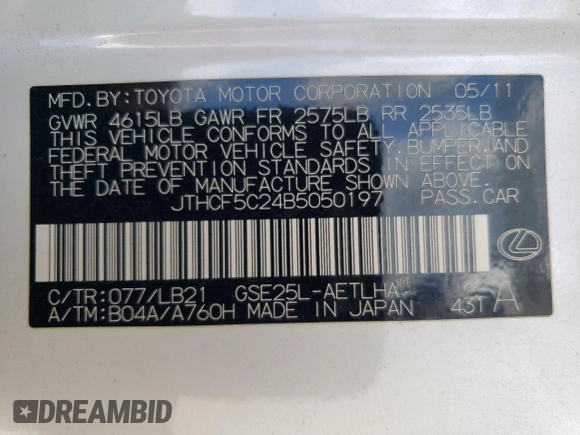 MFD.BY:TOYOTA MOTOR CORPORATION 05/11
GVWR 4615LB GAWR FR 2575LB RR 2535LB
THIS VEHICLE CONFORMS TO ALL APPLICABLE
FEDERAL MOTOR VEHICLE SAFETY,BUMPER,AND
THEFT PREVENTION STANDARDS IN EFFECT ON
THE DATE OF MANUFACTURE SHOWN ABOVE.
JTHCF5C24B5050197 PASS.CAR
C/TR:077/LB21 GSE25L-AETLHA
A/TM:B04A/A760H MADE IN JAPAN 431 A
DREAMBID